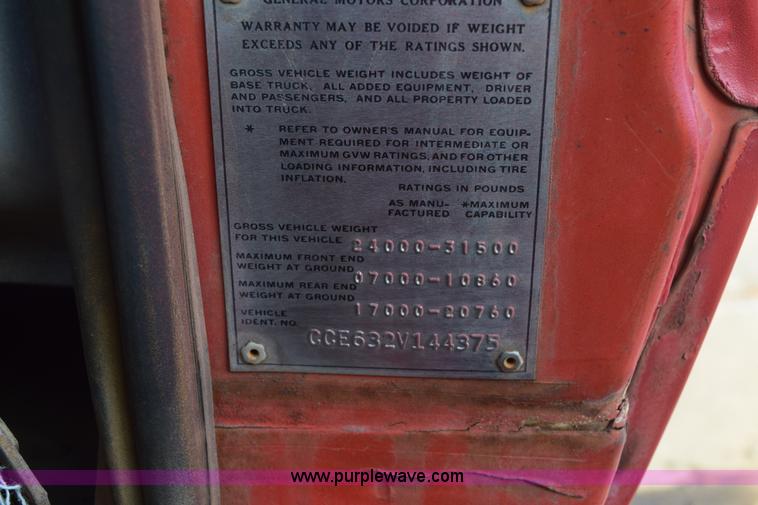 GENERAL MOTORS CORPORATION
WARRANTY MAY BE VOIDED IF WEIGHT
EXCEEDS ANY OF THE RATINGS SHOWN.
GROSS VEHICLE WEIGHT INCLUDES WEIGHT OF
BASE TRUCK, ALL ADDED EQUIPMENT, DRIVER
AND PASSENGERS, AND ALL PROPERTY LOADED
INTO TRUCK.
* REFER TO OWNER'S MANUAL FOR EQUIP-
MENT REQUIRED FOR INTERMEDIATE OR
MAXIMUM GVW RATINGS, AND FOR OTHER
LOADING INFORMATION, INCLUDING TIRE
INFLATION.
RATINGS IN POUNDS
AS MANU- *MAXIMUM
FACTURED CAPABILITY
GROSS VEHICLE WEIGHT
FOR THIS VEHICLE 24000-31500
MAXIMUM FRONT END
WEIGHT AT GROUND 07000-10860
MAXIMUM REAR END
WEIGHT AT GROUND 17000-20760
VEHICLE
IDENT. NO. CCE632V144375
www.purplewave.com